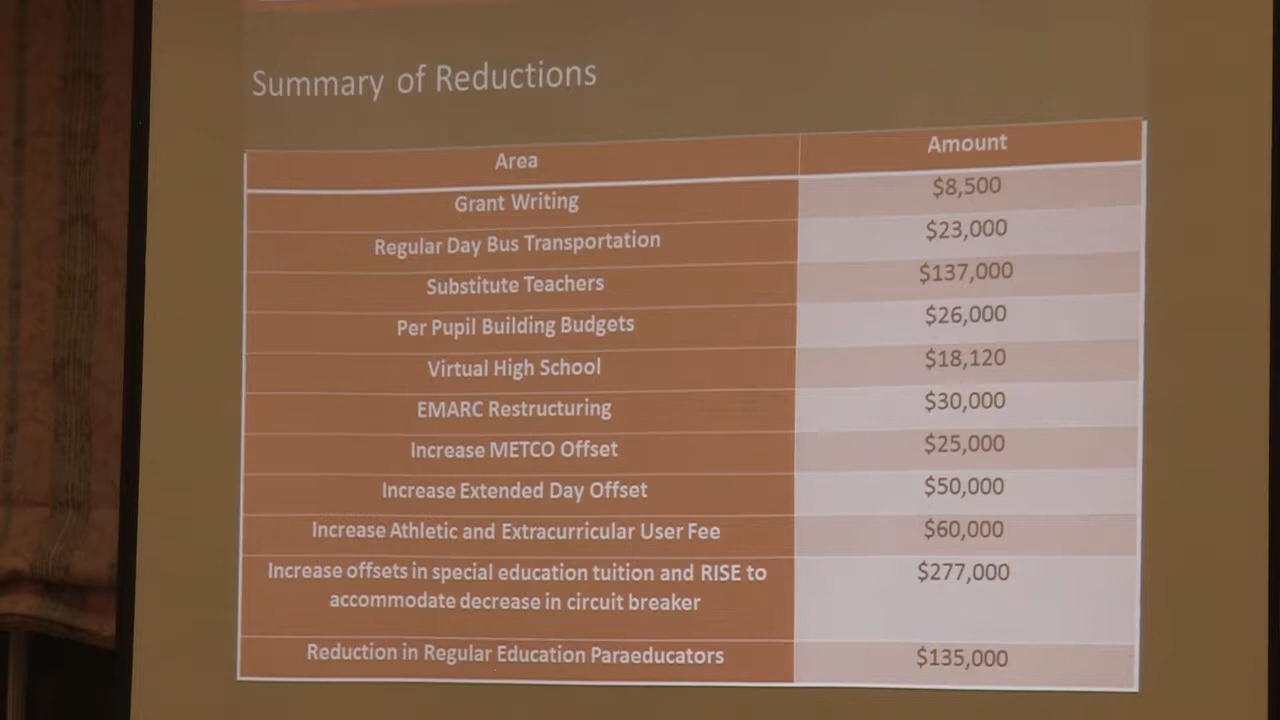 Summary of Reductions
Area Amount
Grant Writing $8,500
Regular Day Bus Transportation $23,000
Substitute Teachers $137,000
Per Pupil Building Budgets $26,000
Virtual High School $18,120
EMARC Restructuring $30,000
Increase METCO Offset $25,000
Increase Extended Day Offset $50,000
Increase Athletic and Extracurricular User Fee $60,000
Increase offsets in special education tuition and RISE to $277,000
accommodate decrease in circuit breaker
Reduction in Regular Education Paraeducators $135,000